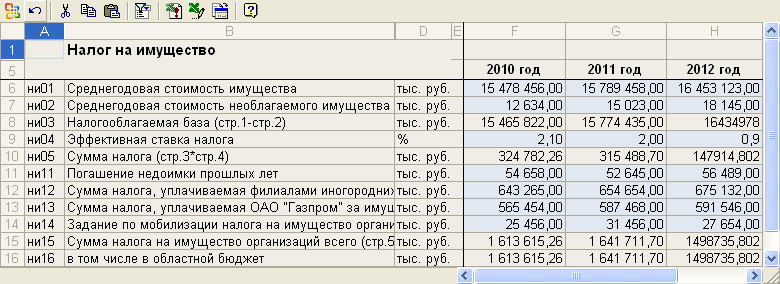 A B D E F G H
1 Налог на имущество
5 2010 год 2011 год 2012 год
6 ни01 Среднегодовая стоимость имущества тыс. руб. 15 478 456,00 15 789 458,00 16 453 123,00
7 ни02 Среднегодовая стоимость необлагаемого имущества тыс. руб. 12 634,00 15 023,00 18 145,00
8 ни03 Налогооблагаемая база (стр.1-стр.2) тыс. руб. 15 465 822,00 15 774 435,00 16434978
9 ни04 Эффективная ставка налога % 2,10 2,00 0,9
10 ни05 Сумма налога (стр.3*стр.4) тыс. руб. 324 782,26 315 488,70 147914,802
11 ни11 Погашение недоимки прошлых лет тыс. руб. 54 658,00 52 645,00 56 489,00
12 ни12 Сумма налога, уплачиваемая филиалами иногородних тыс. руб. 643 265,00 654 654,00 675 132,00
13 ни13 Сумма налога, уплачиваемая ОАО "Газпром" за имущ тыс. руб. 565 454,00 587 468,00 591 546,00
14 ни14 Задание по мобилизации налога на имущество органи тыс. руб. 25 456,00 31 456,00 27 654,00
15 ни15 Сумма налога на имущество организаций всего (стр.5 тыс. руб. 1 613 615,26 1 641 711,70 1498735,802
16 ни16 в том числе в областной бюджет тыс. руб. 1 613 615,26 1 641 711,70 1498735,802